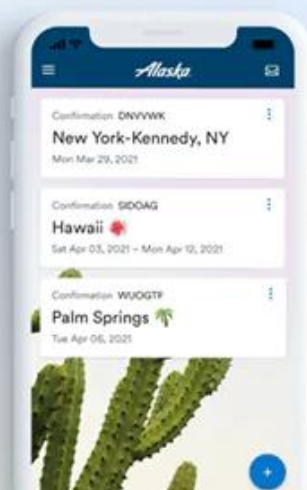 Alaska
Confirmation DNVVWK
New York-Kennedy, NY
Mon Mar 29, 2021
Confirmation SIDOAG
Hawaii 🌺
Sat Apr 03, 2021 – Mon Apr 12, 2021
Confirmation WUOGTF
Palm Springs 🌴
Tue Apr 06, 2021
+